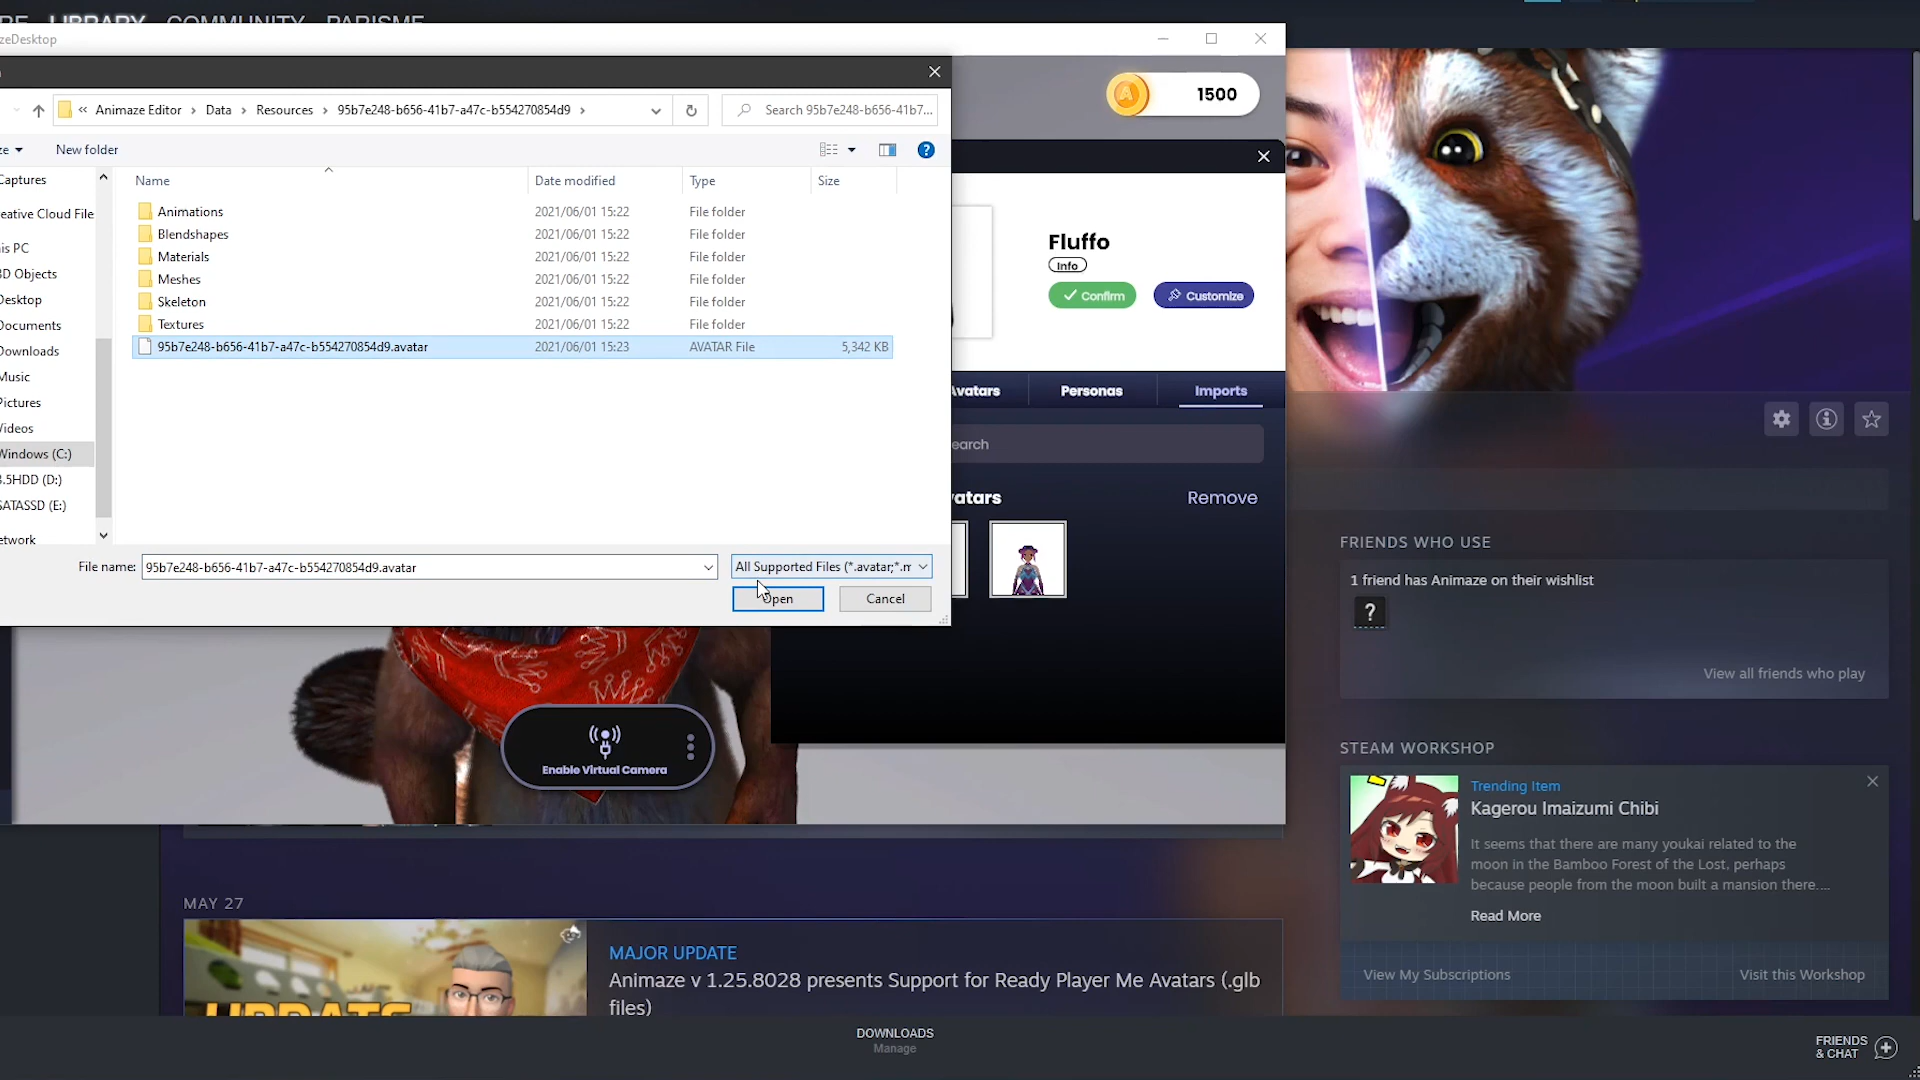 LIBRARY COMMUNITY PARISME
zeDesktop
1500
« Animaze Editor › Data › Resources › 95b7e248-b656-41b7-a47c-b554270854d9 ›
Search 95b7e248-b656-41b7...
New folder
Name Date modified Type Size
Animations 2021/06/01 15:22 File folder
Blendshapes 2021/06/01 15:22 File folder
Materials 2021/06/01 15:22 File folder
Meshes 2021/06/01 15:22 File folder
Skeleton 2021/06/01 15:22 File folder
Textures 2021/06/01 15:22 File folder
95b7e248-b656-41b7-a47c-b554270854d9.avatar 2021/06/01 15:23 AVATAR File 5,342 KB
Captures
eative Cloud File
is PC
3D Objects
Desktop
Documents
Downloads
Music
Pictures
Videos
Windows (C:)
3.5HDD (D:)
SATASSD (E:)
etwork
File name: 95b7e248-b656-41b7-a47c-b554270854d9.avatar
All Supported Files (*.avatar;*.m
Open
Cancel
Fluffo
Info
Confirm
Customize
Avatars
Personas
Imports
earch
vatars
Remove
Enable Virtual Camera
FRIENDS WHO USE
1 friend has Animaze on their wishlist
?
View all friends who play
STEAM WORKSHOP
Trending Item
Kagerou Imaizumi Chibi
It seems that there are many youkai related to the
moon in the Bamboo Forest of the Lost, perhaps
because people from the moon built a mansion there....
Read More
View My Subscriptions
Visit this Workshop
MAY 27
UPDATE
MAJOR UPDATE
Animaze v 1.25.8028 presents Support for Ready Player Me Avatars (.glb
files)
DOWNLOADS
Manage
FRIENDS
& CHAT